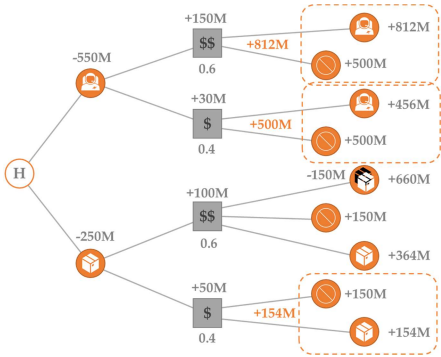 +150M
+812M
-550M
$$
+812M
0.6
+500M
+30M
+456M
$
+500M
0.4
+500M
H
-150M
+100M
+660M
$$
+150M
-250M
0.6
+364M
+50M
+150M
$
+154M
+154M
0.4